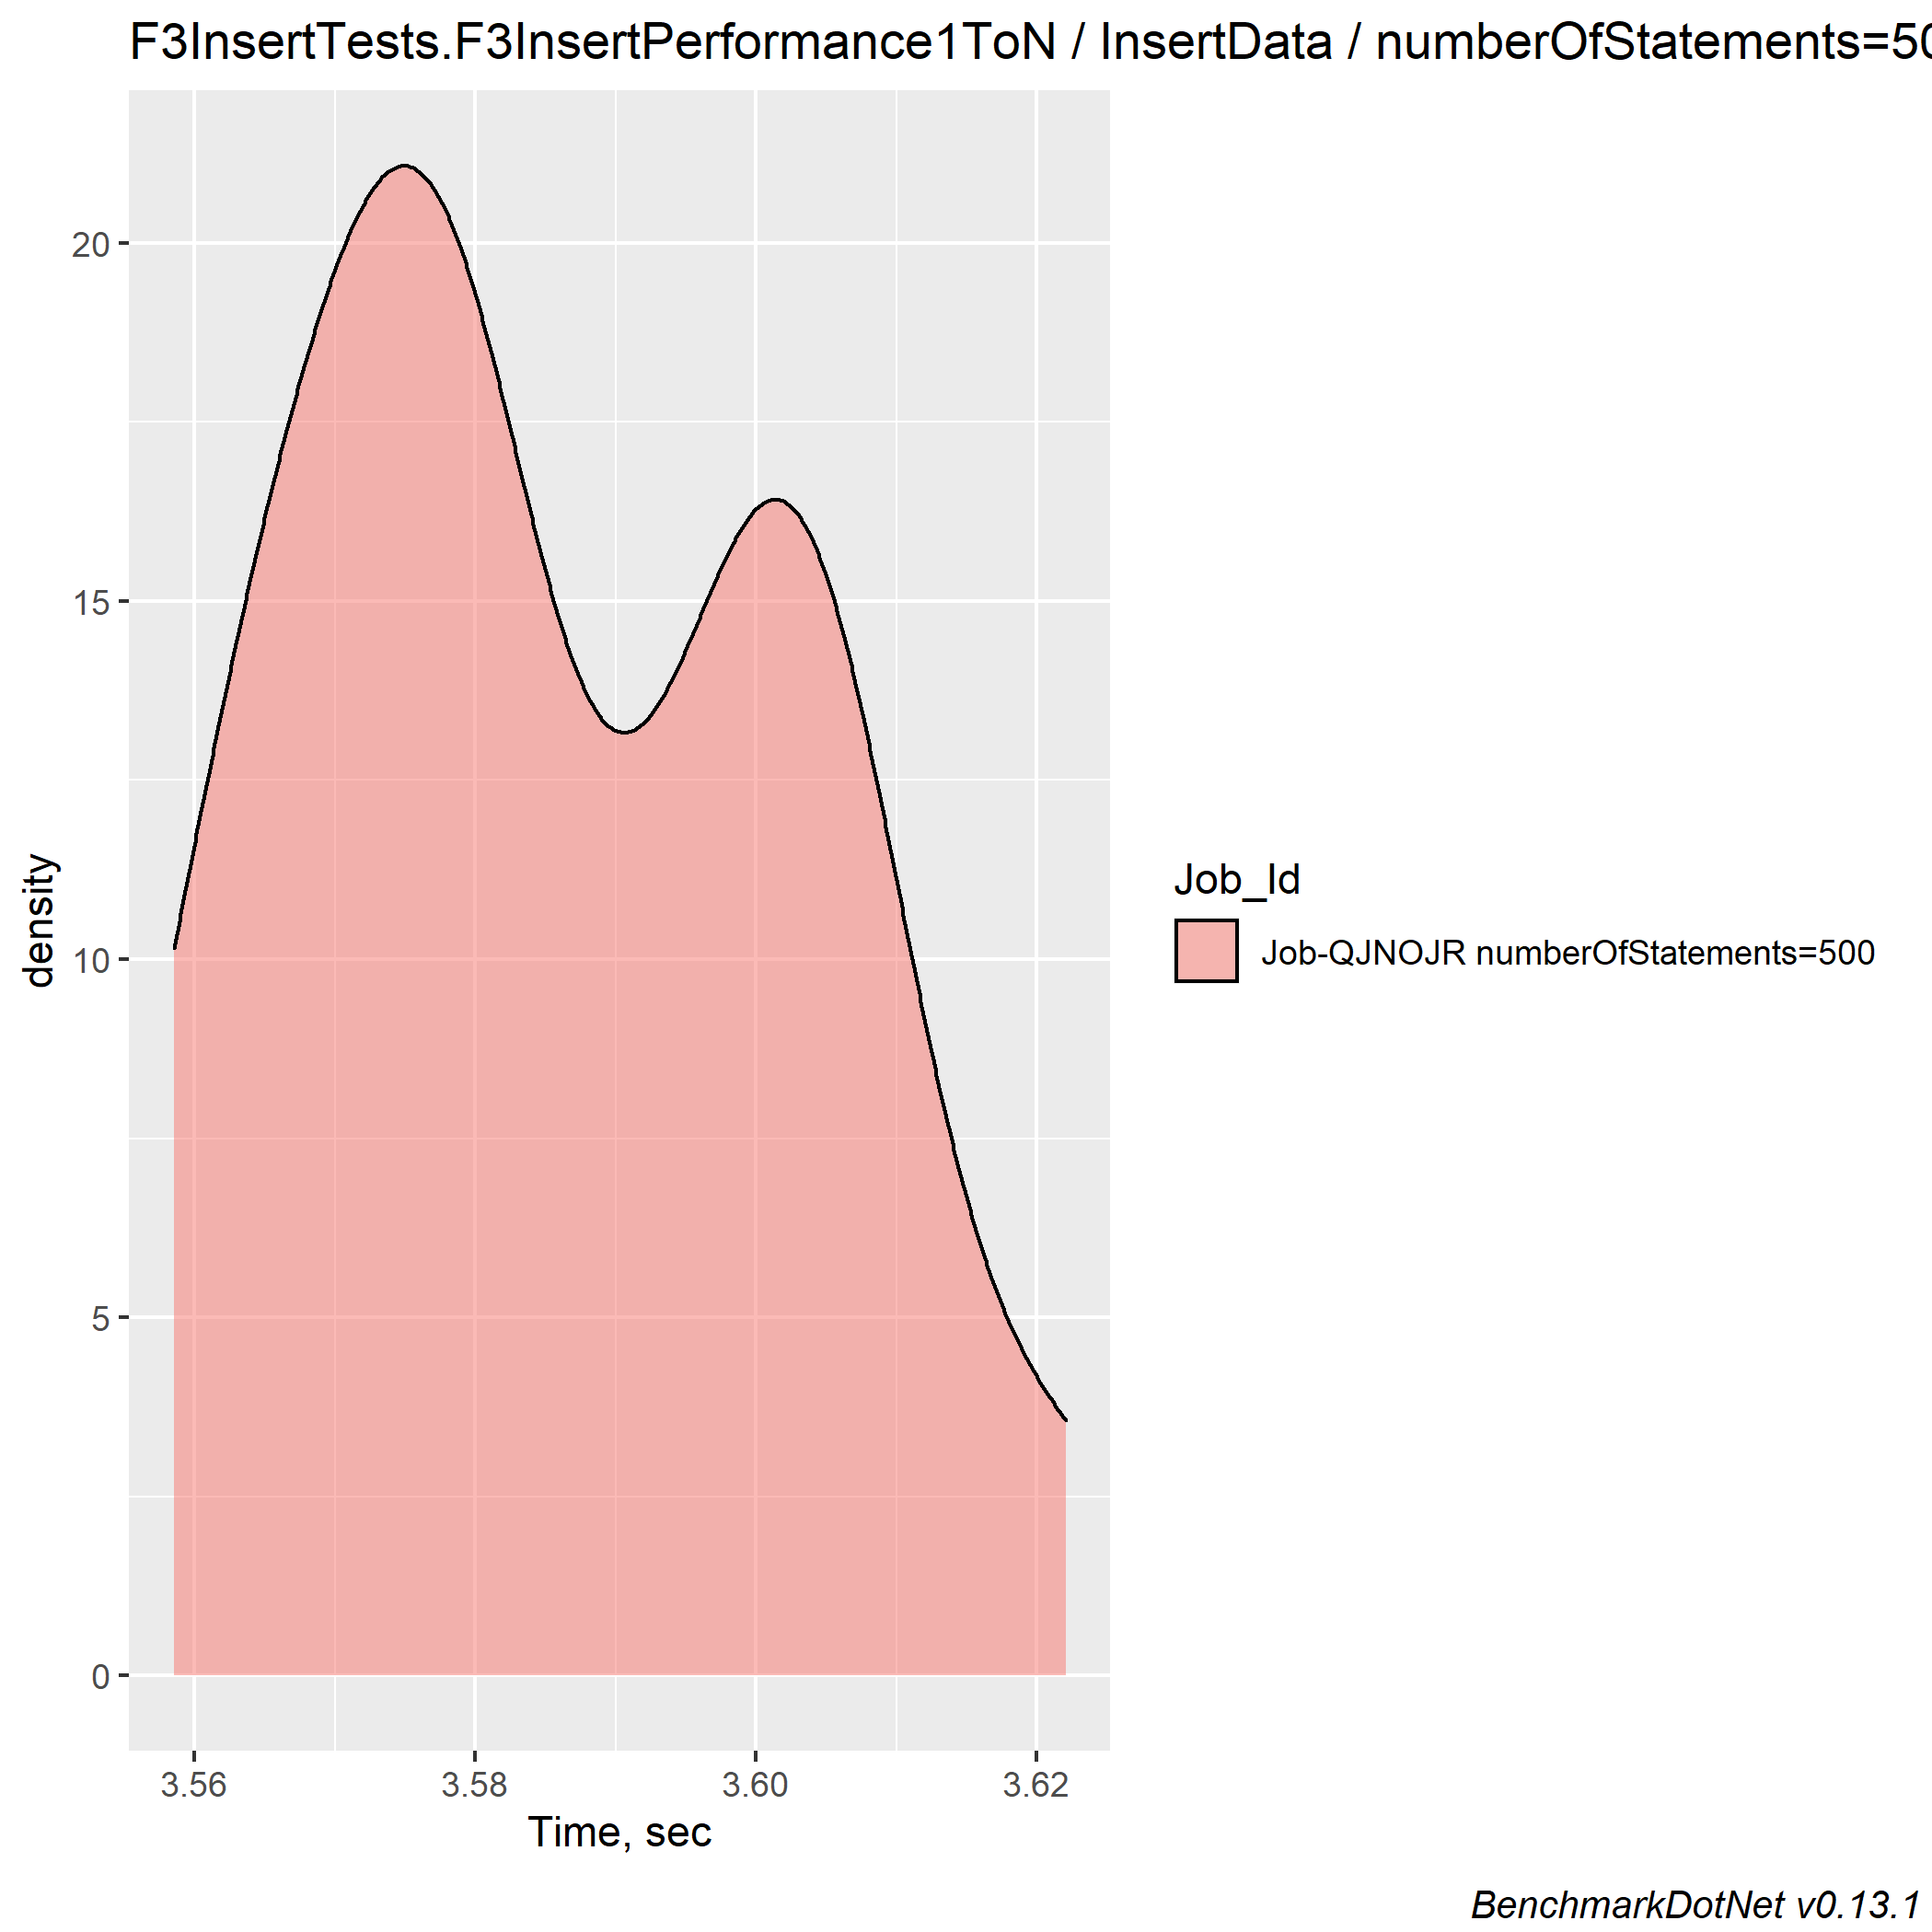 F3InsertTests.F3InsertPerformance1ToN / InsertData / numberOfStatements=50
20
15
10
5
0
density
3.56 3.58 3.60 3.62
Time, sec
Job_Id
Job-QJNOJR numberOfStatements=500
BenchmarkDotNet v0.13.1